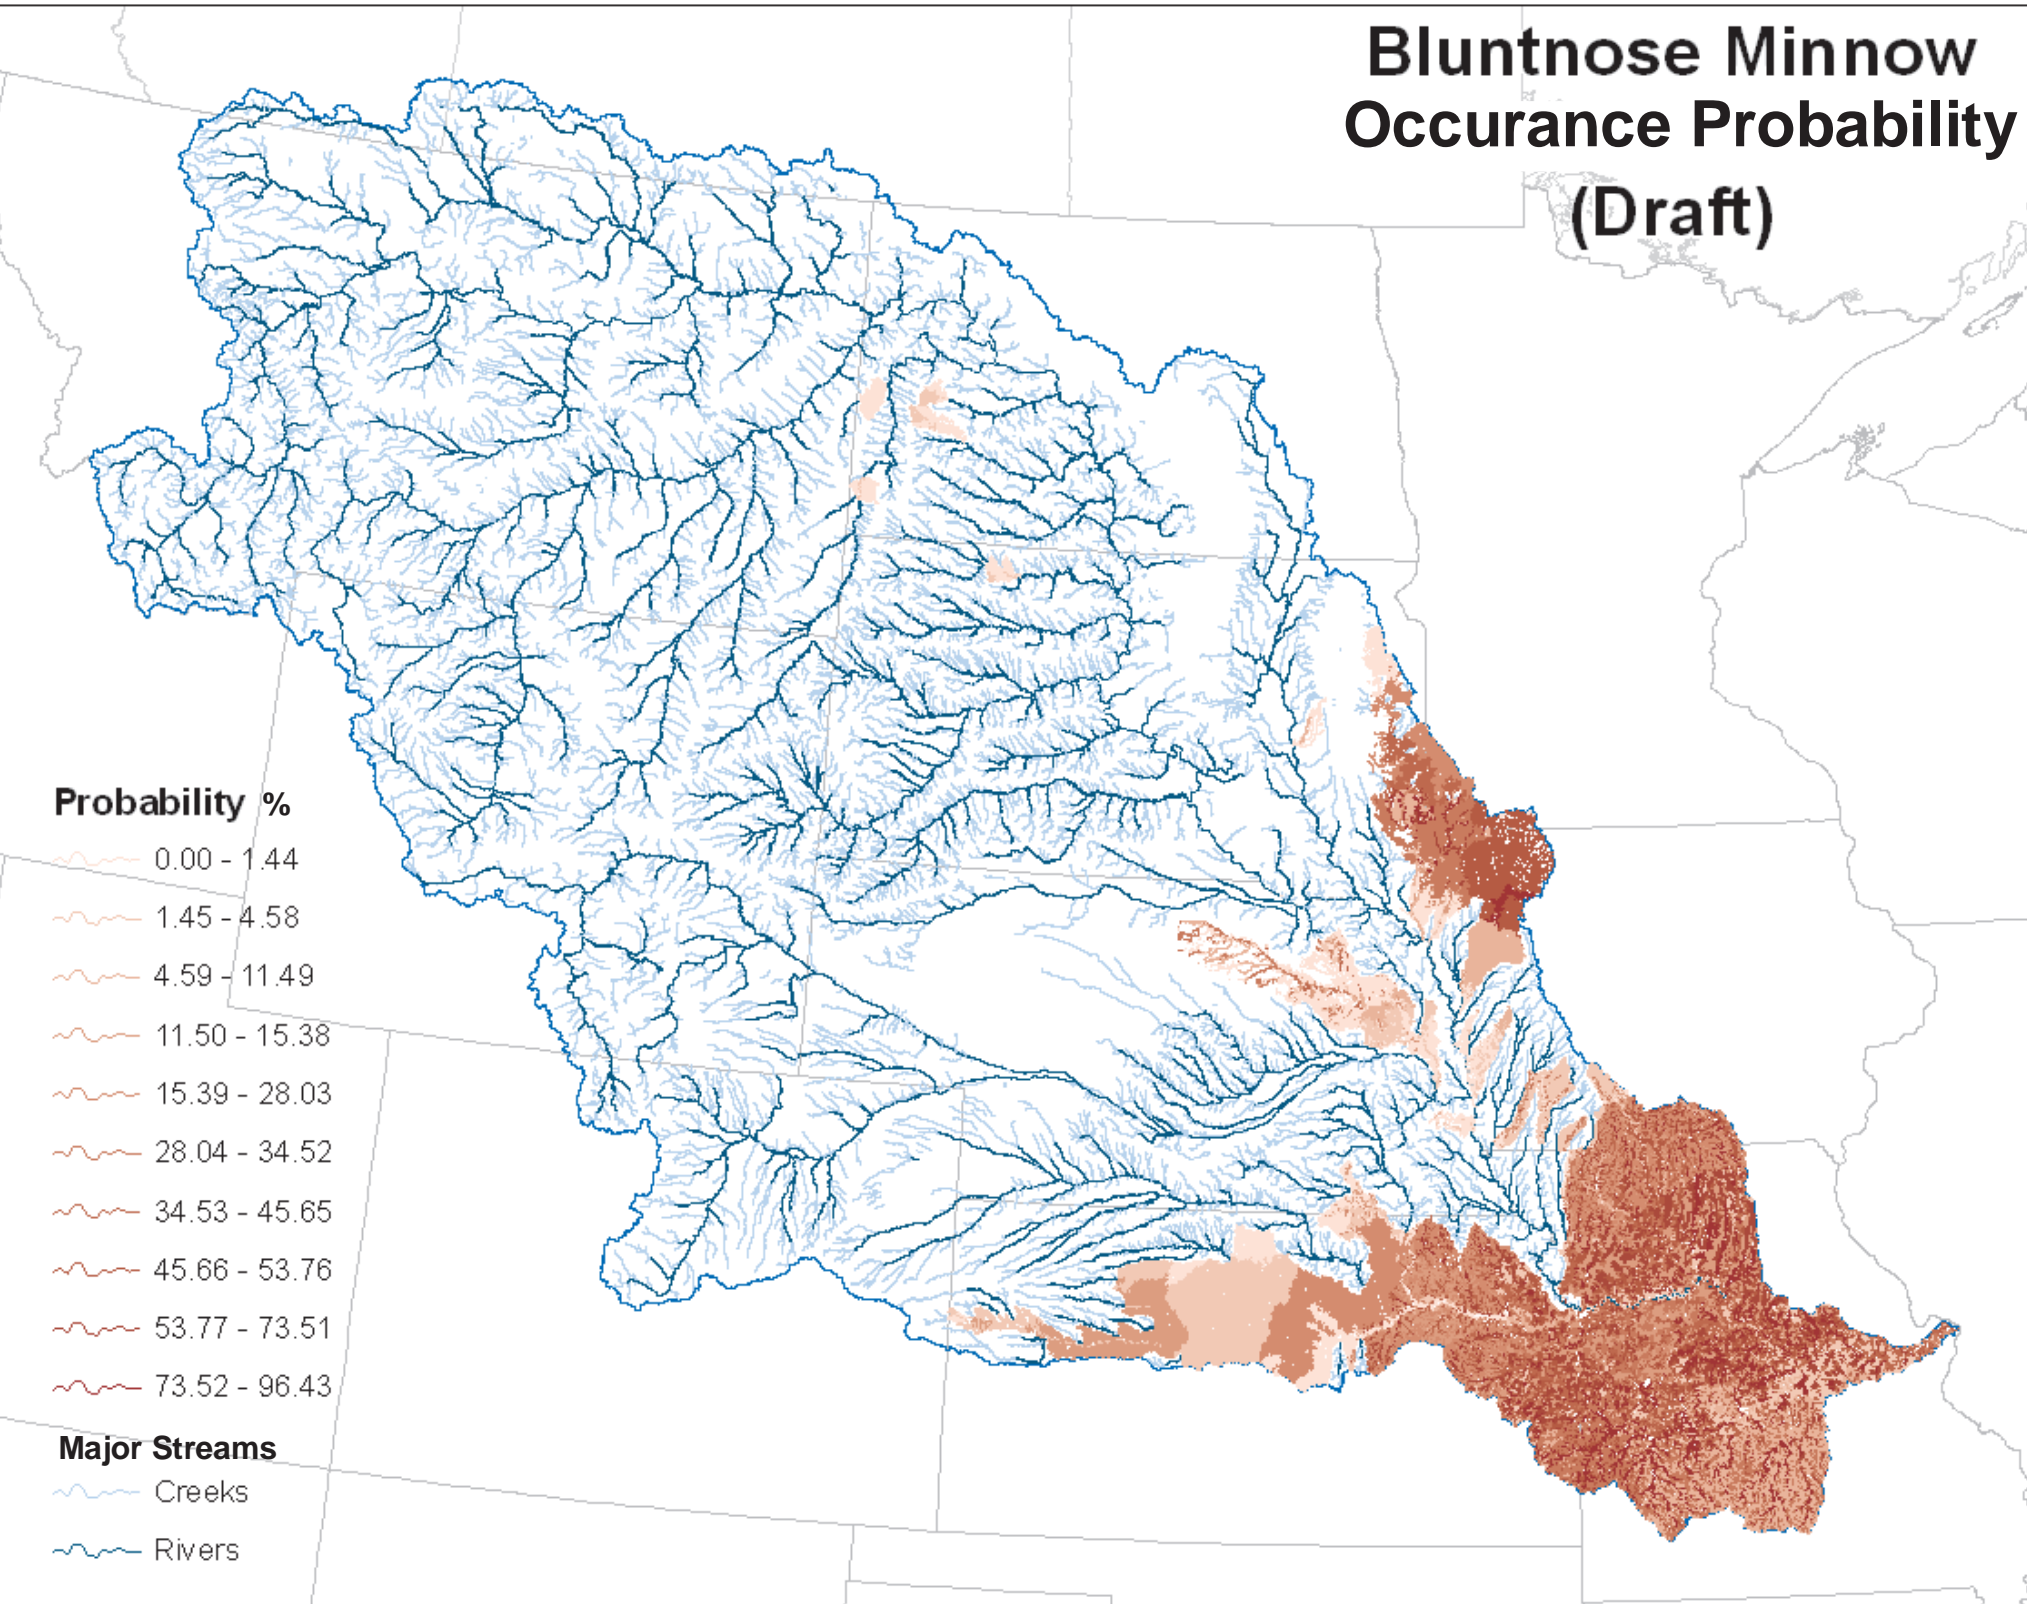 Bluntnose Minnow
Occurance Probability
(Draft)
Probability %
0.00 - 1.44
1.45 - 4.58
4.59 - 11.49
11.50 - 15.38
15.39 - 28.03
28.04 - 34.52
34.53 - 45.65
45.66 - 53.76
53.77 - 73.51
73.52 - 96.43
Major Streams
Creeks
Rivers